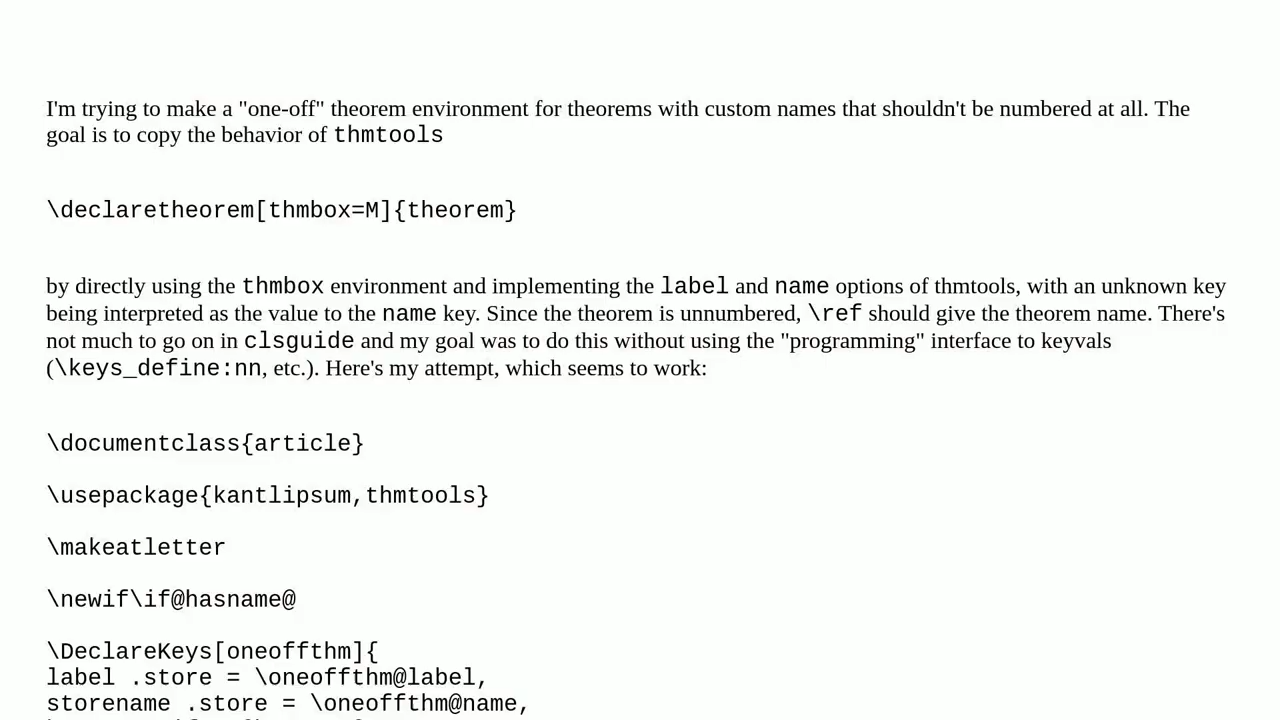 I'm trying to make a "one-off" theorem environment for theorems with custom names that shouldn't be numbered at all. The
goal is to copy the behavior of thmtools
\declaretheorem[thmbox=M]{theorem}
by directly using the thmbox environment and implementing the label and name options of thmtools, with an unknown key
being interpreted as the value to the name key. Since the theorem is unnumbered, \ref should give the theorem name. There's
not much to go on in clsguide and my goal was to do this without using the "programming" interface to keyvals
(\keys_define:nn, etc.). Here's my attempt, which seems to work:
\documentclass{article}
\usepackage{kantlipsum,thmtools}
\makeatletter
\newif\if@hasname@
\DeclareKeys[oneoffthm]{
label .store = \oneoffthm@label,
storename .store = \oneoffthm@name,